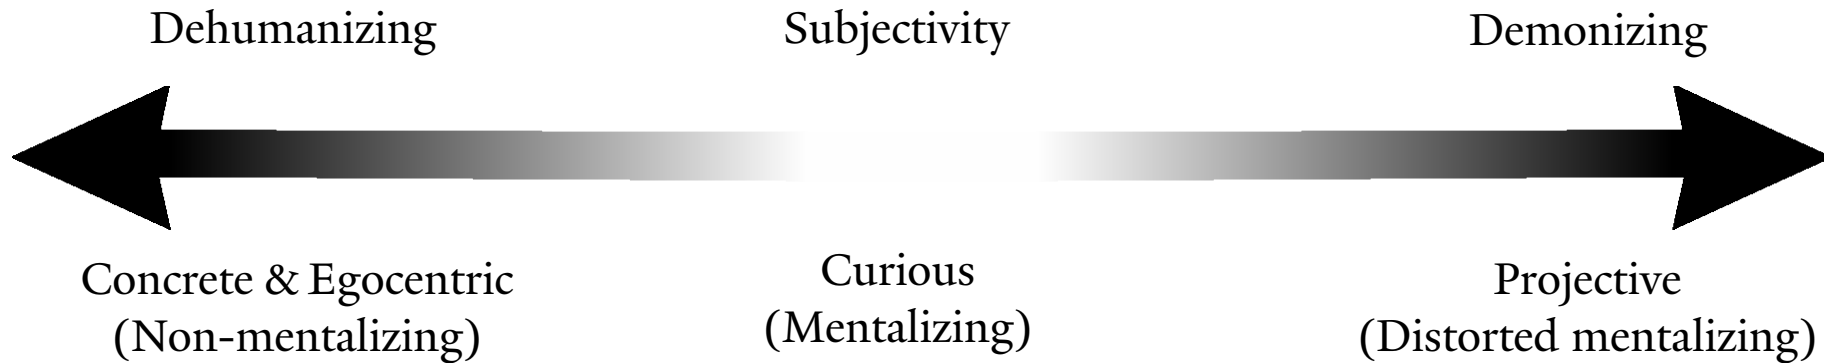 Dehumanizing
Subjectivity
Demonizing
Concrete & Egocentric
(Non-mentalizing)
Curious
(Mentalizing)
Projective
(Distorted mentalizing)